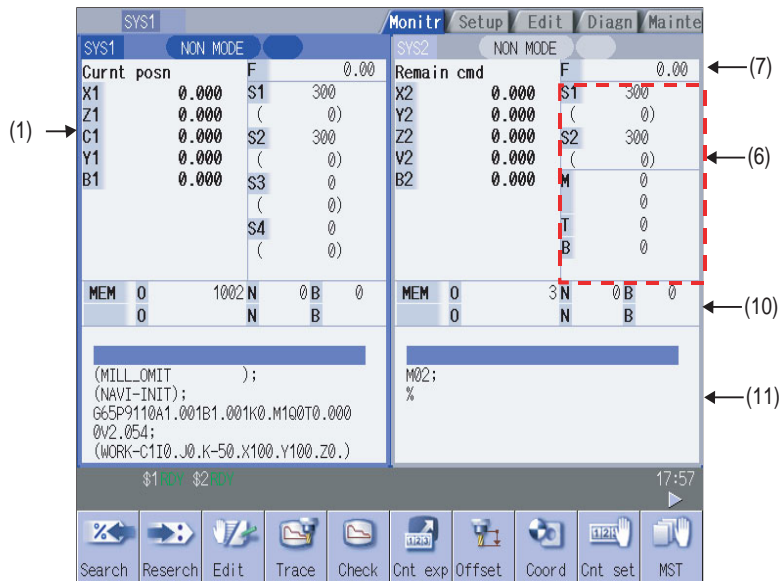 SYS1 Monitr Setup Edit Diagn Mainte
SYS1 NON MODE
Curnt posn F 0.00
X1 0.000 S1 300
Z1 0.000 ( 0)
C1 0.000 S2 300
Y1 0.000 ( 0)
B1 0.000 S3 0
( 0)
S4 0
( 0)
MEM O 1002 N 0 B 0
O N B
(MILL_OMIT );
(NAVI-INIT);
G65P9110A1.001B1.001K0.M1Q0T0.000
0V2.054;
(WORK-C1I0.J0.K-50.X100.Y100.Z0.)
SYS2 NON MODE
Remain cmd F 0.00
X2 0.000 S1 300
Y2 0.000 ( 0)
Z2 0.000 S2 300
V2 0.000 ( 0)
B2 0.000 M 0
0
T 0
B 0
MEM O 3 N 0 B 0
O N B
M02;
%
(1)
(7)
(6)
(10)
(11)
$1 RDY $2 RDY 17:57
Search Reserch Edit Trace Check Cnt exp Offset Coord Cnt set MST